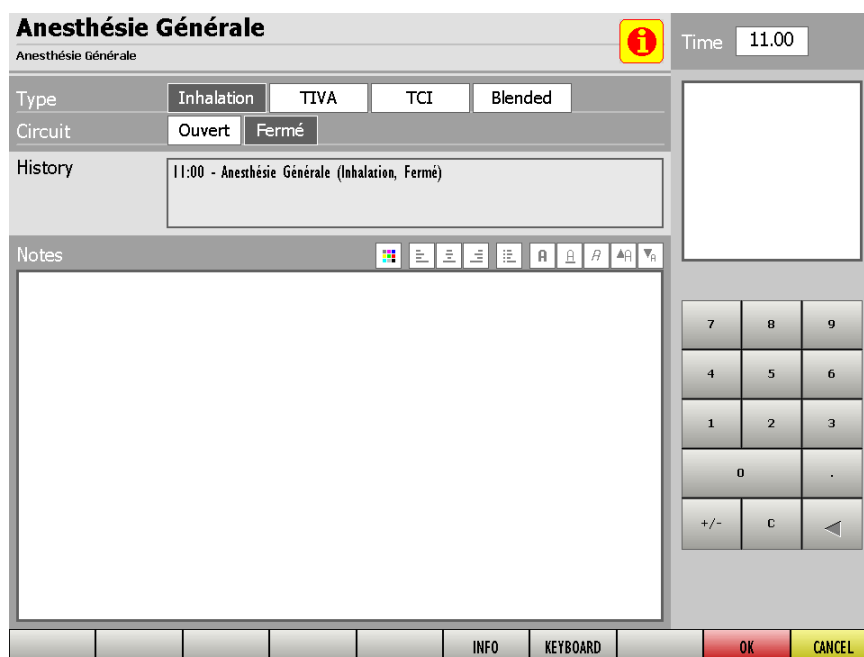 Anesthésie Générale
Anesthésie Générale
Time 11.00
Type Inhalation TIVA TCI Blended
Circuit Ouvert Fermé
History 11:00 - Anesthésie Générale (Inhalation, Fermé)
Notes A A A A A
7 8 9
4 5 6
1 2 3
0 .
+/- C
INFO KEYBOARD OK CANCEL